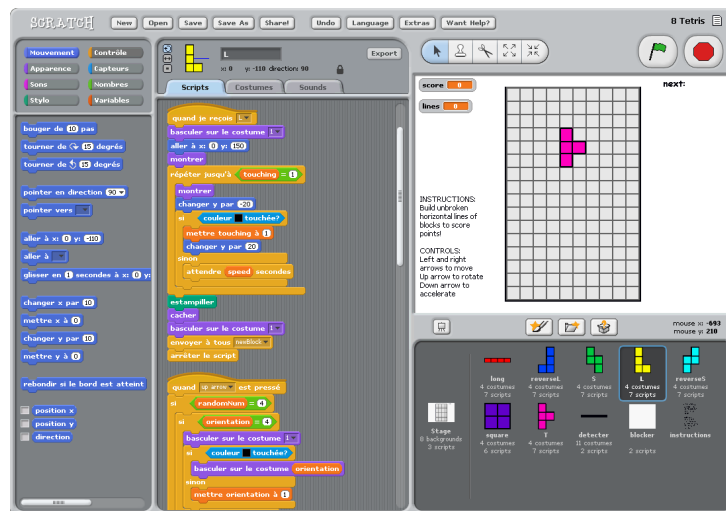 SCRATCH New Open Save Save As Share! Undo Language Extras Want Help? 8 Tetris
Mouvement Contrôle
Apparence Capteurs
Sons Nombres
Stylo Variables
bouger de 10 pas
tourner de 15 degrés
tourner de 15 degrés
pointer en direction 90
pointer vers
aller à x: 0 y: -110
aller à
glisser en 1 secondes à x: 0 y:
changer x par 10
mettre x à 0
changer y par 10
mettre y à 0
rebondir si le bord est atteint
position x
position y
direction
L
Export
x: 0 y: -110 direction: 90
Scripts Costumes Sounds
quand je reçois L
basculer sur le costume 1
aller à x: 0 y: 150
montrer
répéter jusqu'à touching = 1
montrer
changer y par -20
si couleur touchée?
mettre touching à 1
changer y par 20
sinon
attendre speed secondes
estampiller
cacher
basculer sur le costume 1
envoyer à tous newBlock
arrêter le script
quand up arrow est pressé
si randomNum = 4
si orientation = 4
basculer sur le costume 1
si couleur touchée?
basculer sur le costume orientation
sinon
mettre orientation à 1
score 0
lines 0
next:
INSTRUCTIONS:
Build unbroken
horizontal lines of
blocks to score
points!
CONTROLS:
Left and right
arrows to move
Up arrow to rotate
Down arrow to
accelerate
mouse x: -693
mouse y: 210
Stage
0 backgrounds
3 scripts
long reverseL S L reverseS
4 costumes 4 costumes 4 costumes 4 costumes 4 costumes
7 scripts 7 scripts 7 scripts 7 scripts 7 scripts
square T detecter blocker instructions
4 costumes 4 costumes 11 costumes
6 scripts 7 scripts 2 scripts 2 scripts